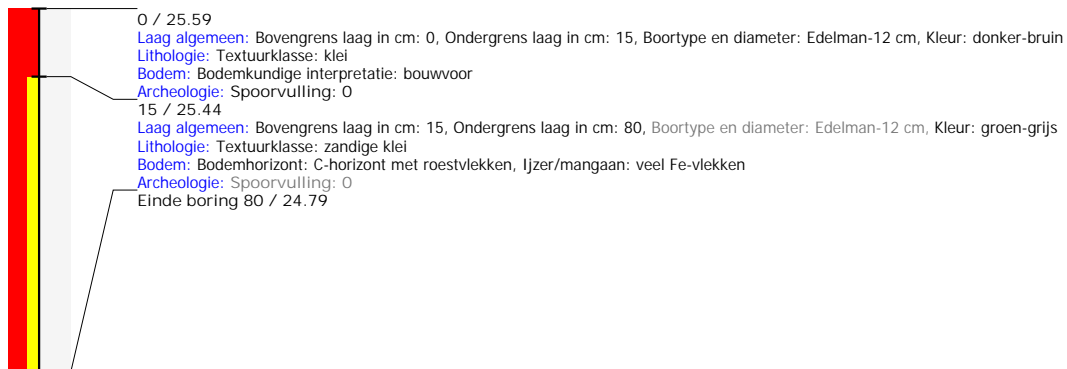 0 / 25.59
Laag algemeen: Bovengrens laag in cm: 0, Ondergrens laag in cm: 15, Boortype en diameter: Edelman-12 cm, Kleur: donker-bruin
Lithologie: Textuurklasse: klei
Bodem: Bodemkundige interpretatie: bouwvoor
Archeologie: Spoorvulling: 0
15 / 25.44
Laag algemeen: Bovengrens laag in cm: 15, Ondergrens laag in cm: 80, Boortype en diameter: Edelman-12 cm, Kleur: groen-grijs
Lithologie: Textuurklasse: zandige klei
Bodem: Bodemhorizont: C-horizont met roestvlekken, Ijzer/mangaan: veel Fe-vlekken
Archeologie: Spoorvulling: 0
Einde boring 80 / 24.79